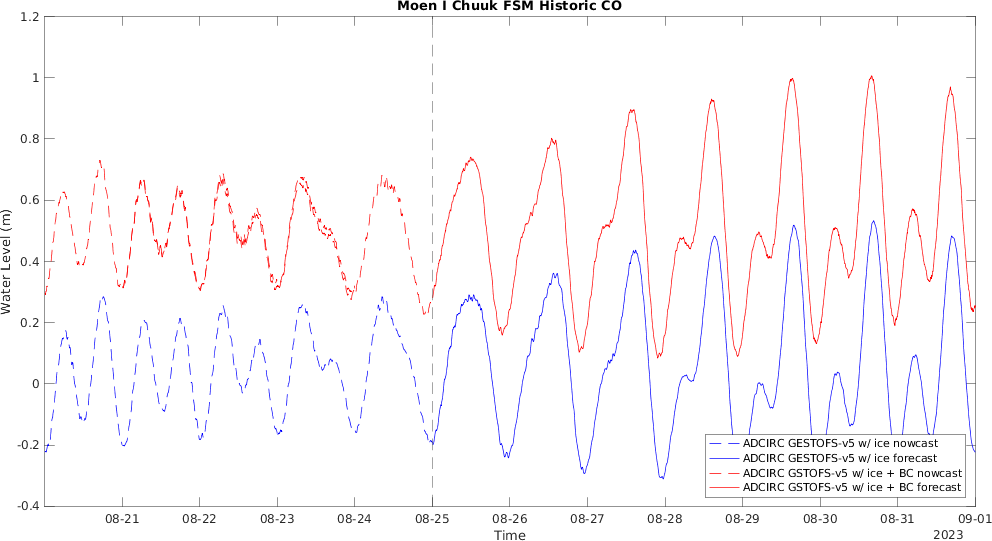 Moen I Chuuk FSM Historic CO
1.2
1
0.8
0.6
0.4
0.2
0
-0.2
-0.4
Water Level (m)
ADCIRC GESTOFS-v5 w/ ice nowcast
ADCIRC GESTOFS-v5 w/ ice forecast
ADCIRC GSTOFS-v5 w/ ice + BC nowcast
ADCIRC GSTOFS-v5 w/ ice + BC forecast
08-21 08-22 08-23 08-24 08-25 08-26 08-27 08-28 08-29 08-30 08-31 09-01
Time
2023